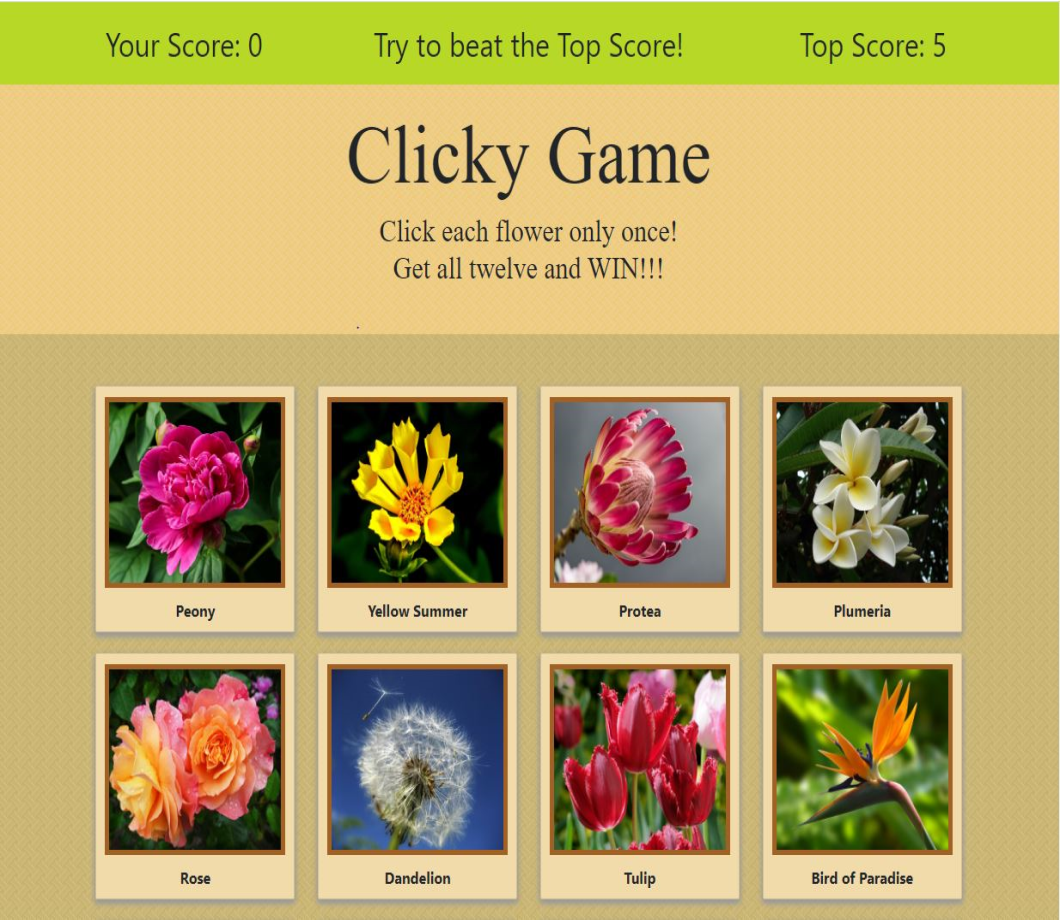 Your Score: 0
Try to beat the Top Score!
Top Score: 5
Clicky Game
Click each flower only once!
Get all twelve and WIN!!!
Peony
Yellow Summer
Protea
Plumeria
Rose
Dandelion
Tulip
Bird of Paradise